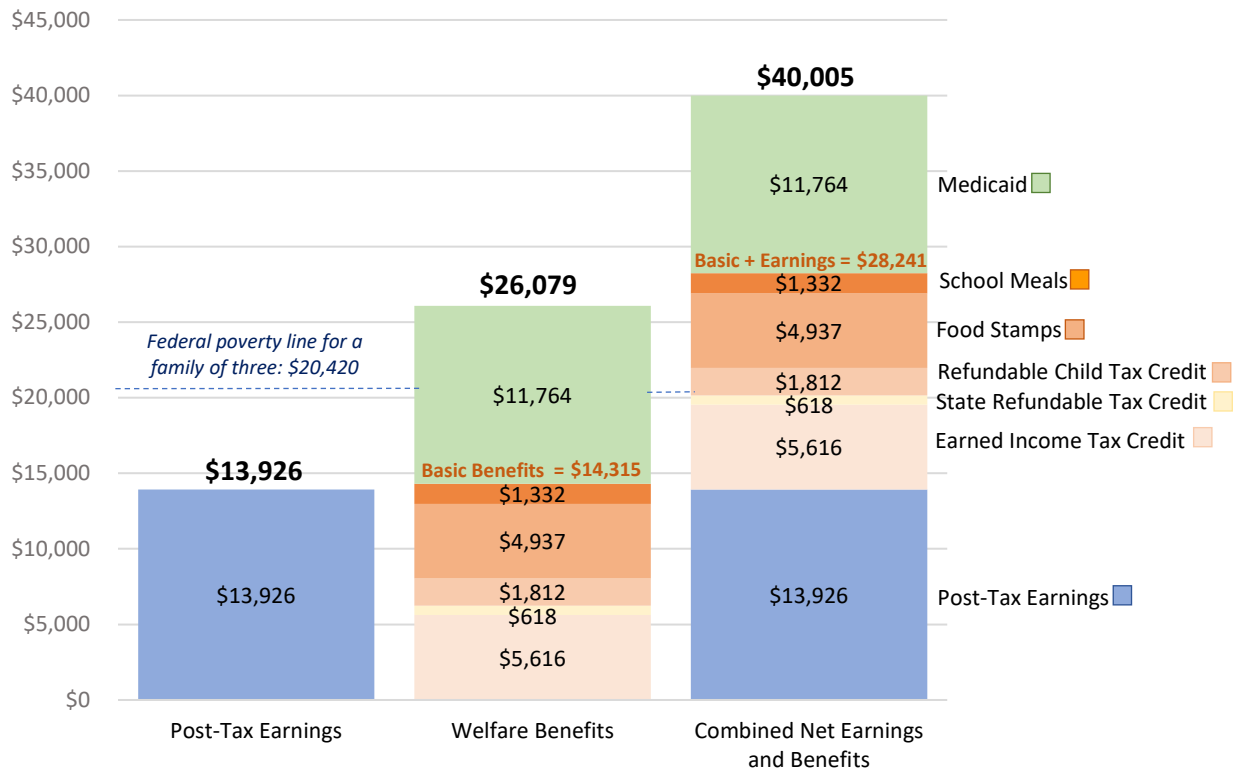 $45,000
$40,000
$35,000
$30,000
$25,000
$20,000
$15,000
$10,000
$5,000
$0
Federal poverty line for a
family of three: $20,420
$13,926
$13,926
$26,079
$11,764
Basic Benefits = $14,315
$1,332
$4,937
$1,812
$618
$5,616
$40,005
$11,764
Basic + Earnings = $28,241
$1,332
$4,937
$1,812
$618
$5,616
$13,926
Medicaid
School Meals
Food Stamps
Refundable Child Tax Credit
State Refundable Tax Credit
Earned Income Tax Credit
Post-Tax Earnings
Post-Tax Earnings
Welfare Benefits
Combined Net Earnings
and Benefits